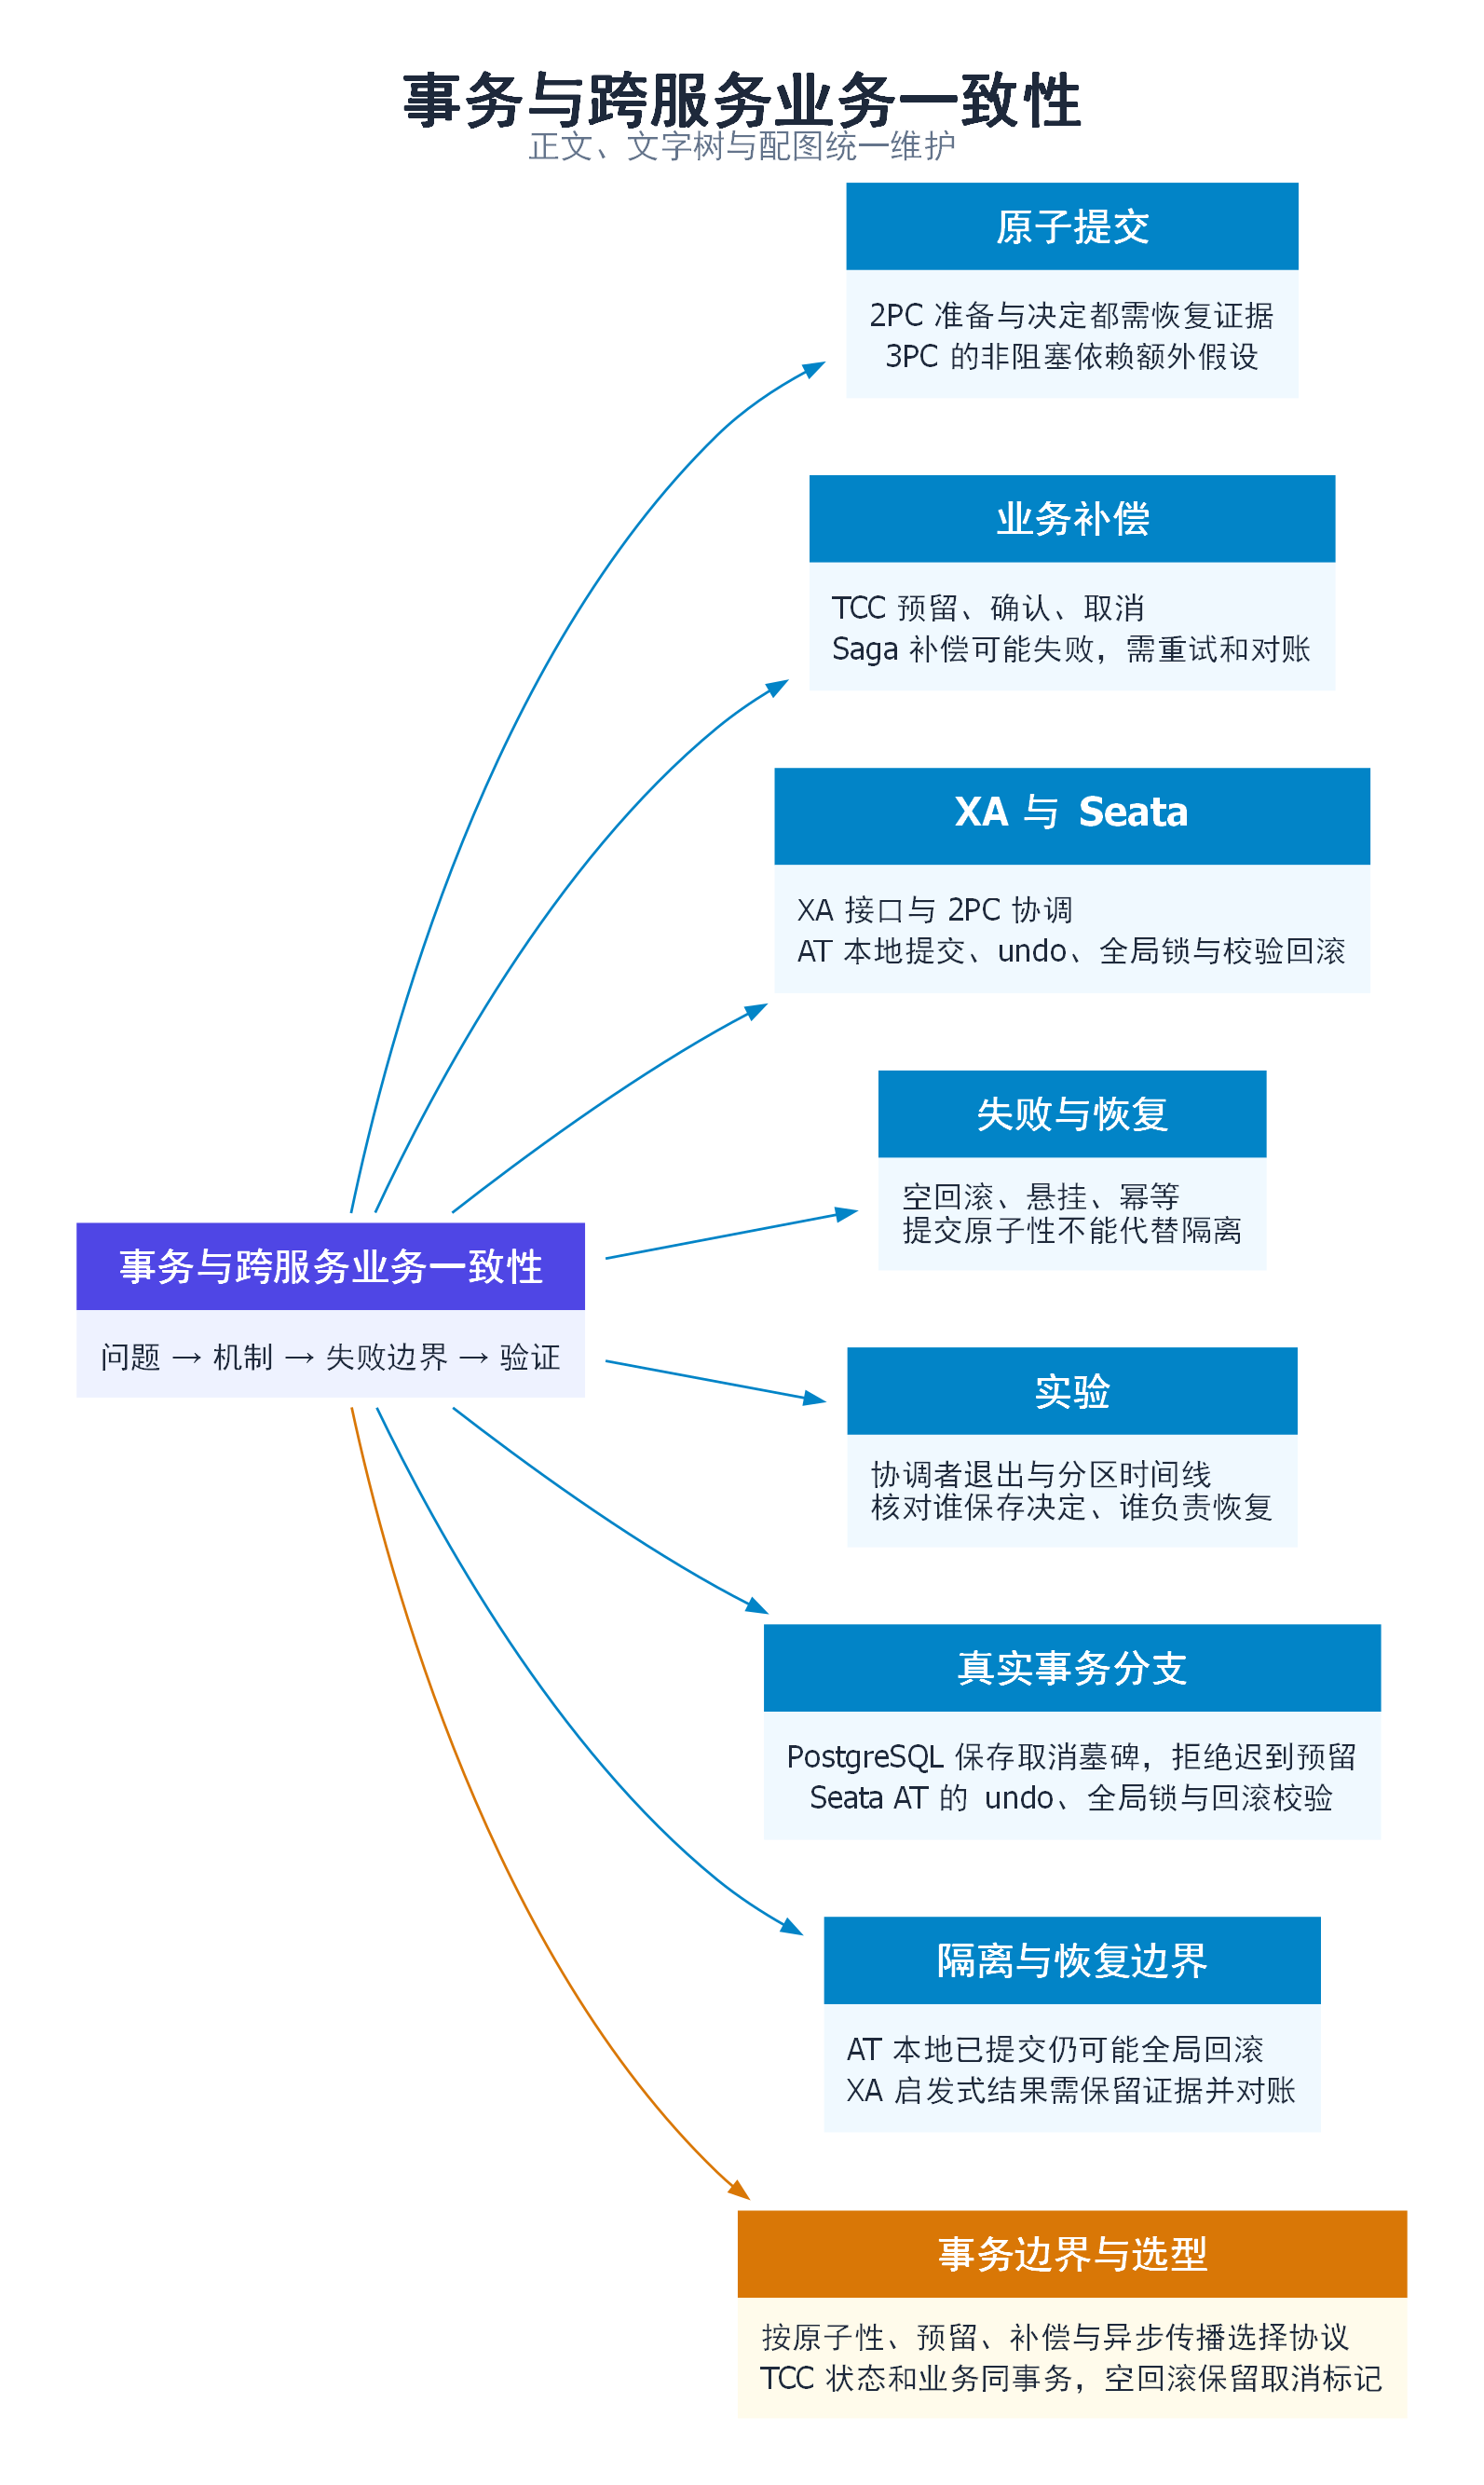 事务与跨服务业务一致性
正文、文字树与配图统一维护
原子提交
2PC 准备与决定都需恢复证据
3PC 的非阻塞依赖额外假设
业务补偿
TCC 预留、确认、取消
Saga 补偿可能失败，需重试和对账
XA 与 Seata
XA 接口与 2PC 协调
AT 本地提交、undo、全局锁与校验回滚
失败与恢复
空回滚、悬挂、幂等
提交原子性不能代替隔离
事务与跨服务业务一致性
问题 → 机制 → 失败边界 → 验证
实验
协调者退出与分区时间线
核对谁保存决定、谁负责恢复
真实事务分支
PostgreSQL 保存取消墓碑，拒绝迟到预留
Seata AT 的 undo、全局锁与回滚校验
隔离与恢复边界
AT 本地已提交仍可能全局回滚
XA 启发式结果需保留证据并对账
事务边界与选型
按原子性、预留、补偿与异步传播选择协议
TCC 状态和业务同事务，空回滚保留取消标记